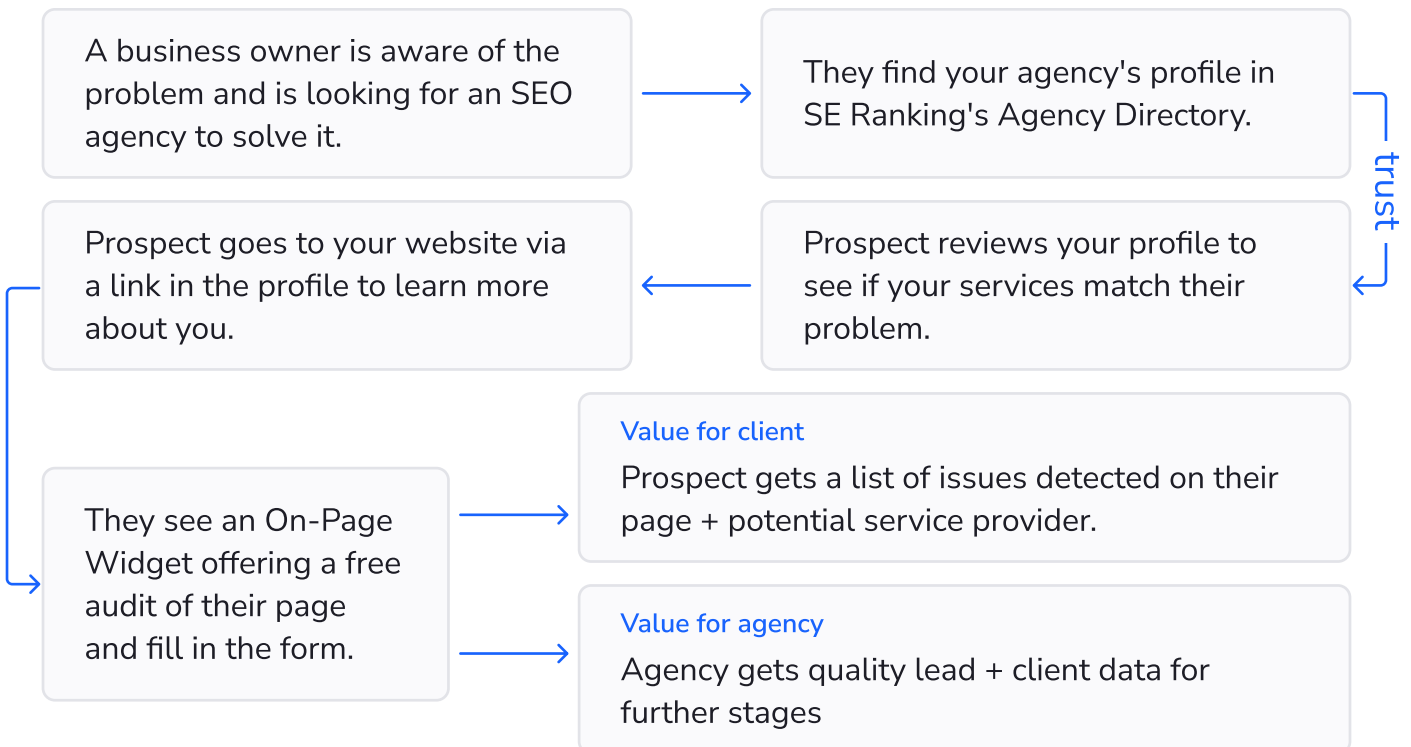 A business owner is aware of the
problem and is looking for an SEO
agency to solve it.
They find your agency's profile in
SE Ranking's Agency Directory.
trust
Prospect reviews your profile to
see if your services match their
problem.
Prospect goes to your website via
a link in the profile to learn more
about you.
They see an On-Page
Widget offering a free
audit of their page
and fill in the form.
Value for client
Prospect gets a list of issues detected on their
page + potential service provider.
Value for agency
Agency gets quality lead + client data for
further stages